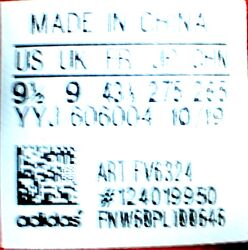 MADE IN CHINA
US UK FR JP CHN
9½ 9 43⅓ 275 265
YYJ 606004 10/19
ART FV6324
#124019950
adidas PNW60PL100646